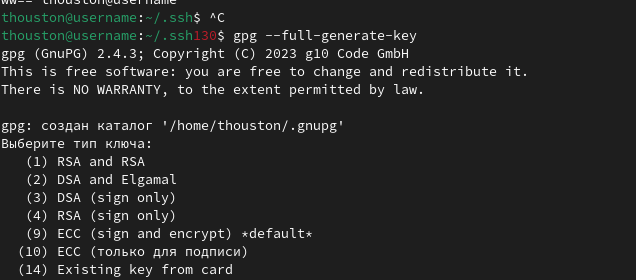 thouston@username:~/.ssh$ ^C
thouston@username:~/.ssh130$ gpg --full-generate-key
gpg (GnuPG) 2.4.3; Copyright (C) 2023 g10 Code GmbH
This is free software: you are free to change and redistribute it.
There is NO WARRANTY, to the extent permitted by law.
gpg: создан каталог '/home/thouston/.gnupg'
Выберите тип ключа:
(1) RSA and RSA
(2) DSA and Elgamal
(3) DSA (sign only)
(4) RSA (sign only)
(9) ECC (sign and encrypt) *default*
(10) ECC (только для подписи)
(14) Existing key from card